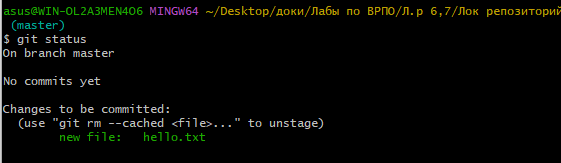 asus@WIN-OL2A3MEN4O6 MINGW64 ~/Desktop/доки/Лабы по ВРПО/Л.р 6,7/Лок репозиторий
(master)
$ git status
On branch master
No commits yet
Changes to be committed:
(use "git rm --cached <file>..." to unstage)
new file:   hello.txt